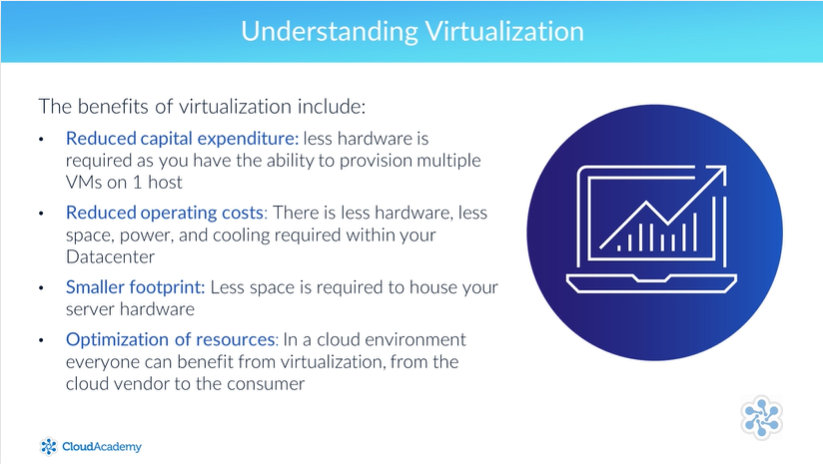 Understanding Virtualization
The benefits of virtualization include:
• Reduced capital expenditure: less hardware is
required as you have the ability to provision multiple
VMs on 1 host
• Reduced operating costs: There is less hardware, less
space, power, and cooling required within your
Datacenter
• Smaller footprint: Less space is required to house your
server hardware
• Optimization of resources: In a cloud environment
everyone can benefit from virtualization, from the
cloud vendor to the consumer
CloudAcademy